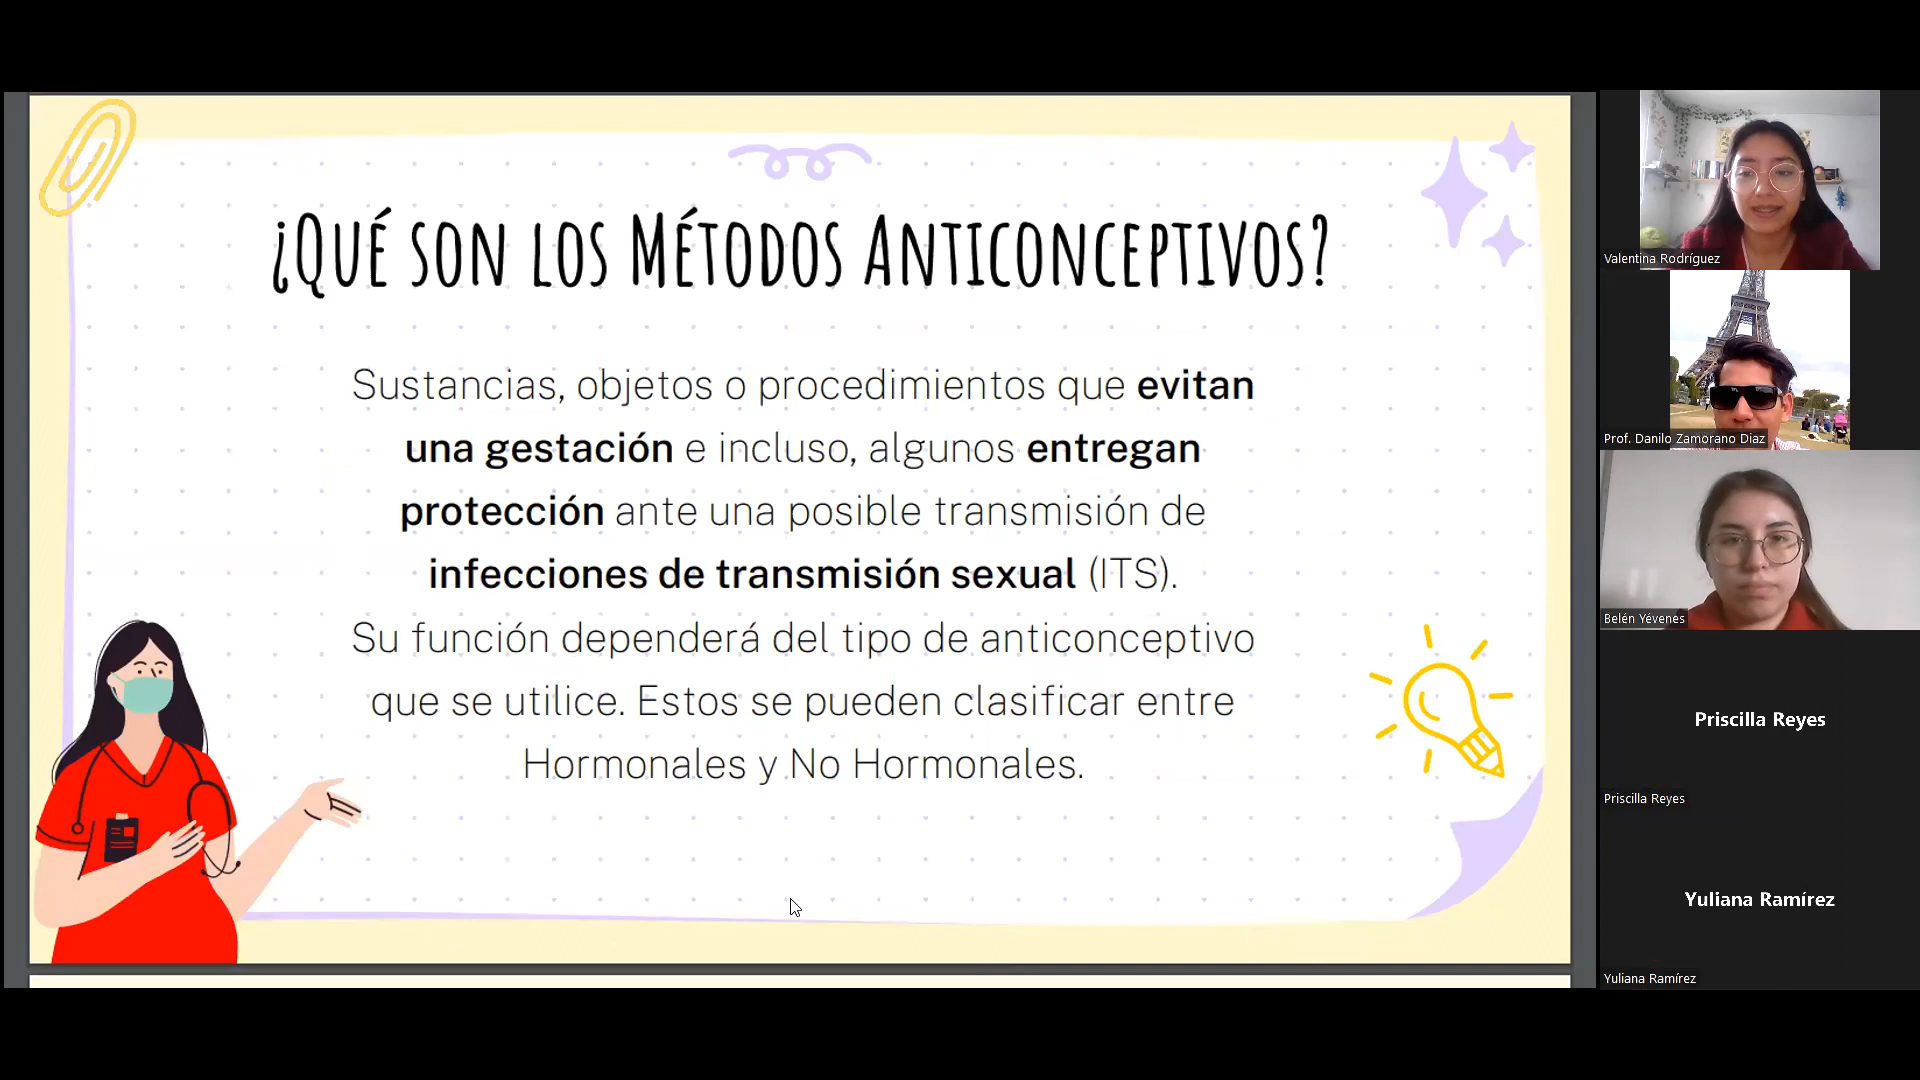 ¿Qué son los Métodos Anticonceptivos?
Sustancias, objetos o procedimientos que evitan
una gestación e incluso, algunos entregan
protección ante una posible transmisión de
infecciones de transmisión sexual (ITS).
Su función dependerá del tipo de anticonceptivo
que se utilice. Estos se pueden clasificar entre
Hormonales y No Hormonales.
Valentina Rodríguez
Prof. Danilo Zamorano Díaz
Belén Yévenes
Priscilla Reyes
Priscilla Reyes
Yuliana Ramírez
Yuliana Ramírez